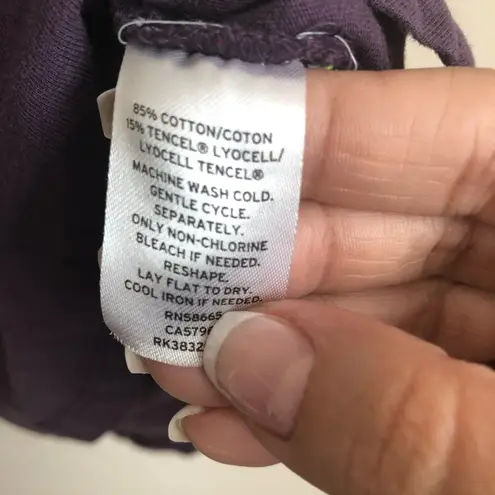 85% COTTON/COTON
15% TENCEL® LYOCELL/
LYOCELL TENCEL®
MACHINE WASH COLD.
GENTLE CYCLE.
SEPARATELY.
ONLY NON-CHLORINE
BLEACH IF NEEDED.
RESHAPE.
LAY FLAT TO DRY.
COOL IRON IF NEEDED.
RN58665